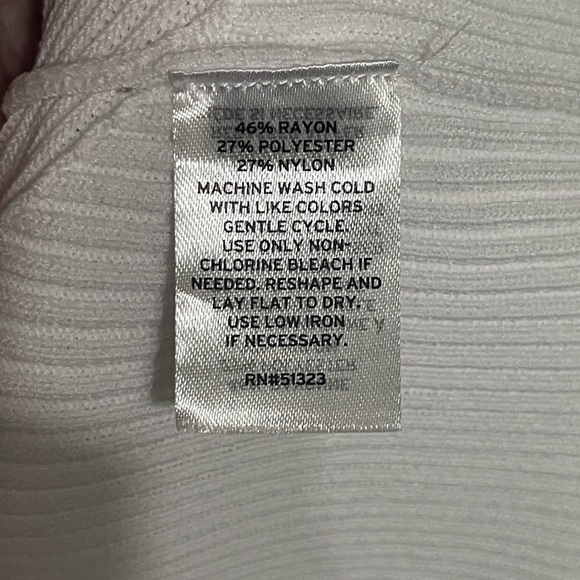 46% RAYON
27% POLYESTER
27% NYLON
MACHINE WASH COLD
WITH LIKE COLORS
GENTLE CYCLE.
USE ONLY NON-
CHLORINE BLEACH IF
NEEDED. RESHAPE AND
LAY FLAT TO DRY.
USE LOW IRON
IF NECESSARY.
RN#51323